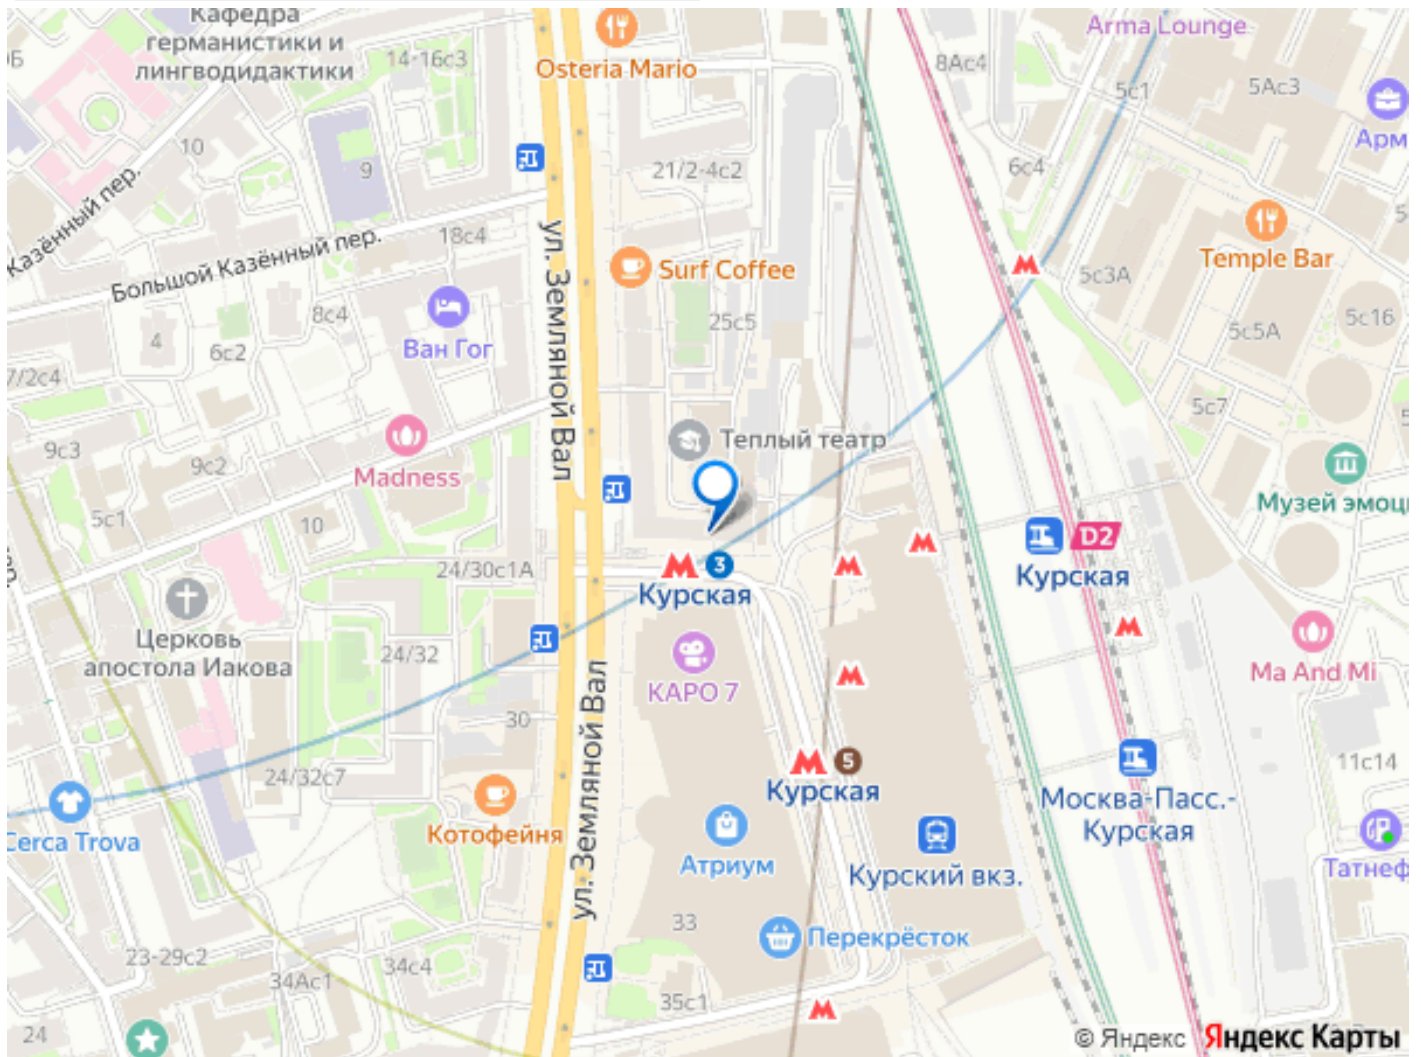 Кафедра
германистики и
лингводидактики
14-16с3
Osteria Mario
Arma Lounge
8Ас4
5с1
5Ас3
Арм
10
9
21/2-4с2
6с4
Казённый пер.
Большой Казённый пер.
18с4
ул. Земляной Вал
Surf Coffee
Temple Bar
5с3А
8с4
4
6с2
Ван Гог
25с5
5с5А
5с16
7/2с4
5с7
9с3
9с2
Madness
Теплый театр
Музей эмоц
5с1
10
24/30с1А
3
Курская
D2
Курская
Церковь
апостола Иакова
24/32
КАРО 7
Ma And Mi
30
ул. Земляной Вал
24/32с7
5
Курская
Москва-Пасс.-
Курская
11с14
Cerca Trova
Котофейня
Атриум
Курский вкз.
Татнеф
33
Перекрёсток
23-29с2
34Ас1
34с4
35с1
24
© Яндекс Яндекс Карты